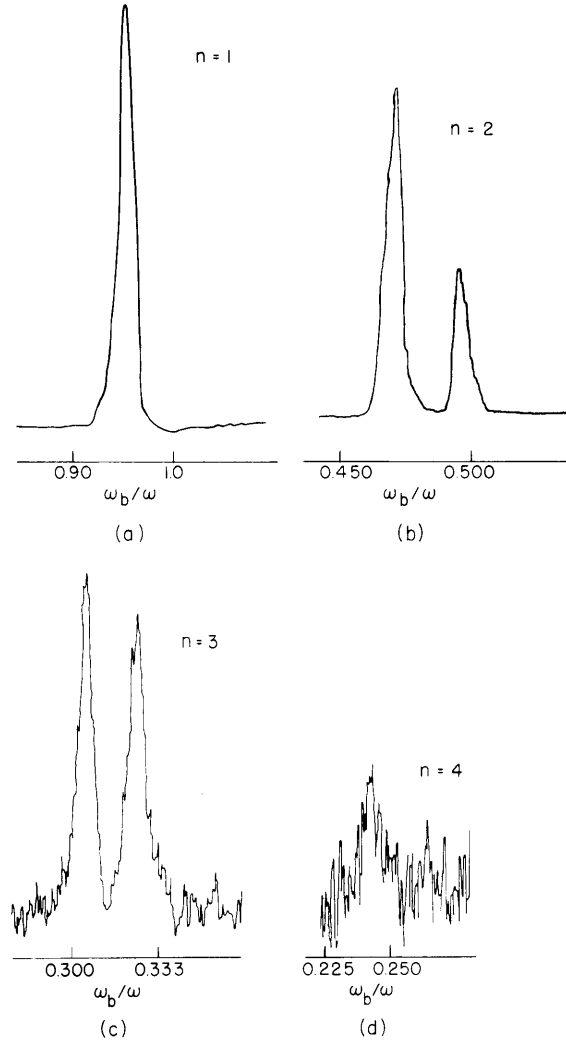 n = 1
0.90 1.0
ω_b/ω
(a)
n = 2
0.450 0.500
ω_b/ω
(b)
n = 3
0.300 0.333
ω_b/ω
(c)
n = 4
0.225 0.250
ω_b/ω
(d)